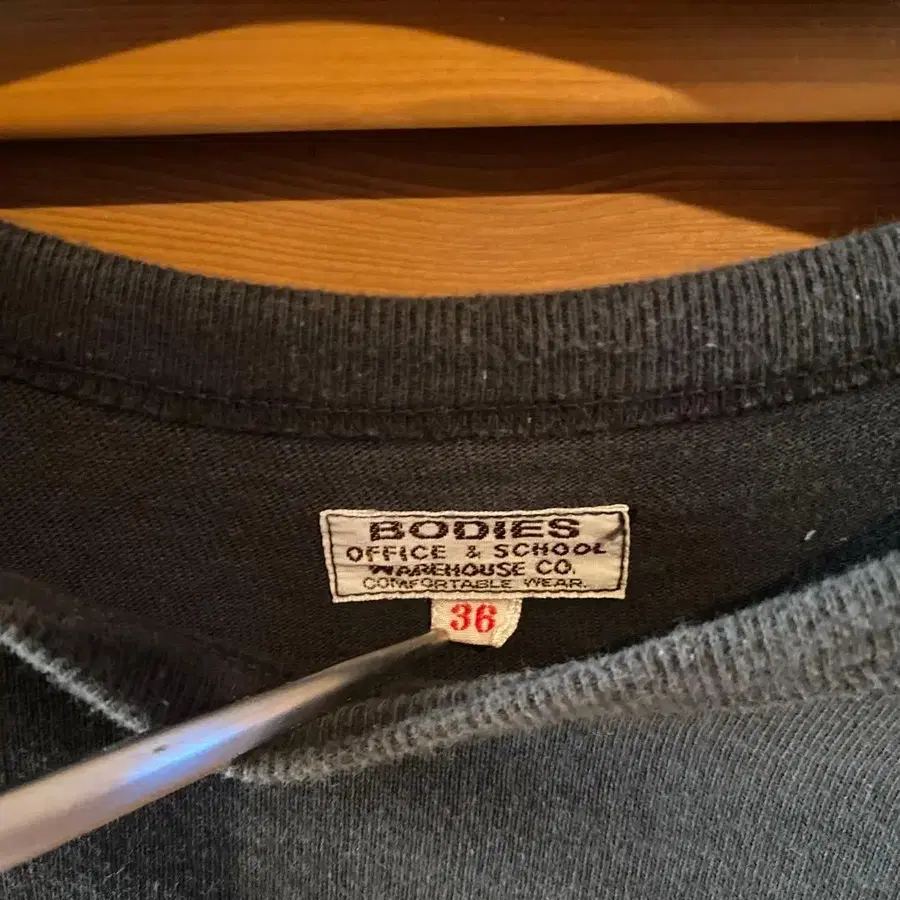 BODIES
OFFICE & SCHOOL
WAREHOUSE CO.
COMFORTABLE WEAR.
36